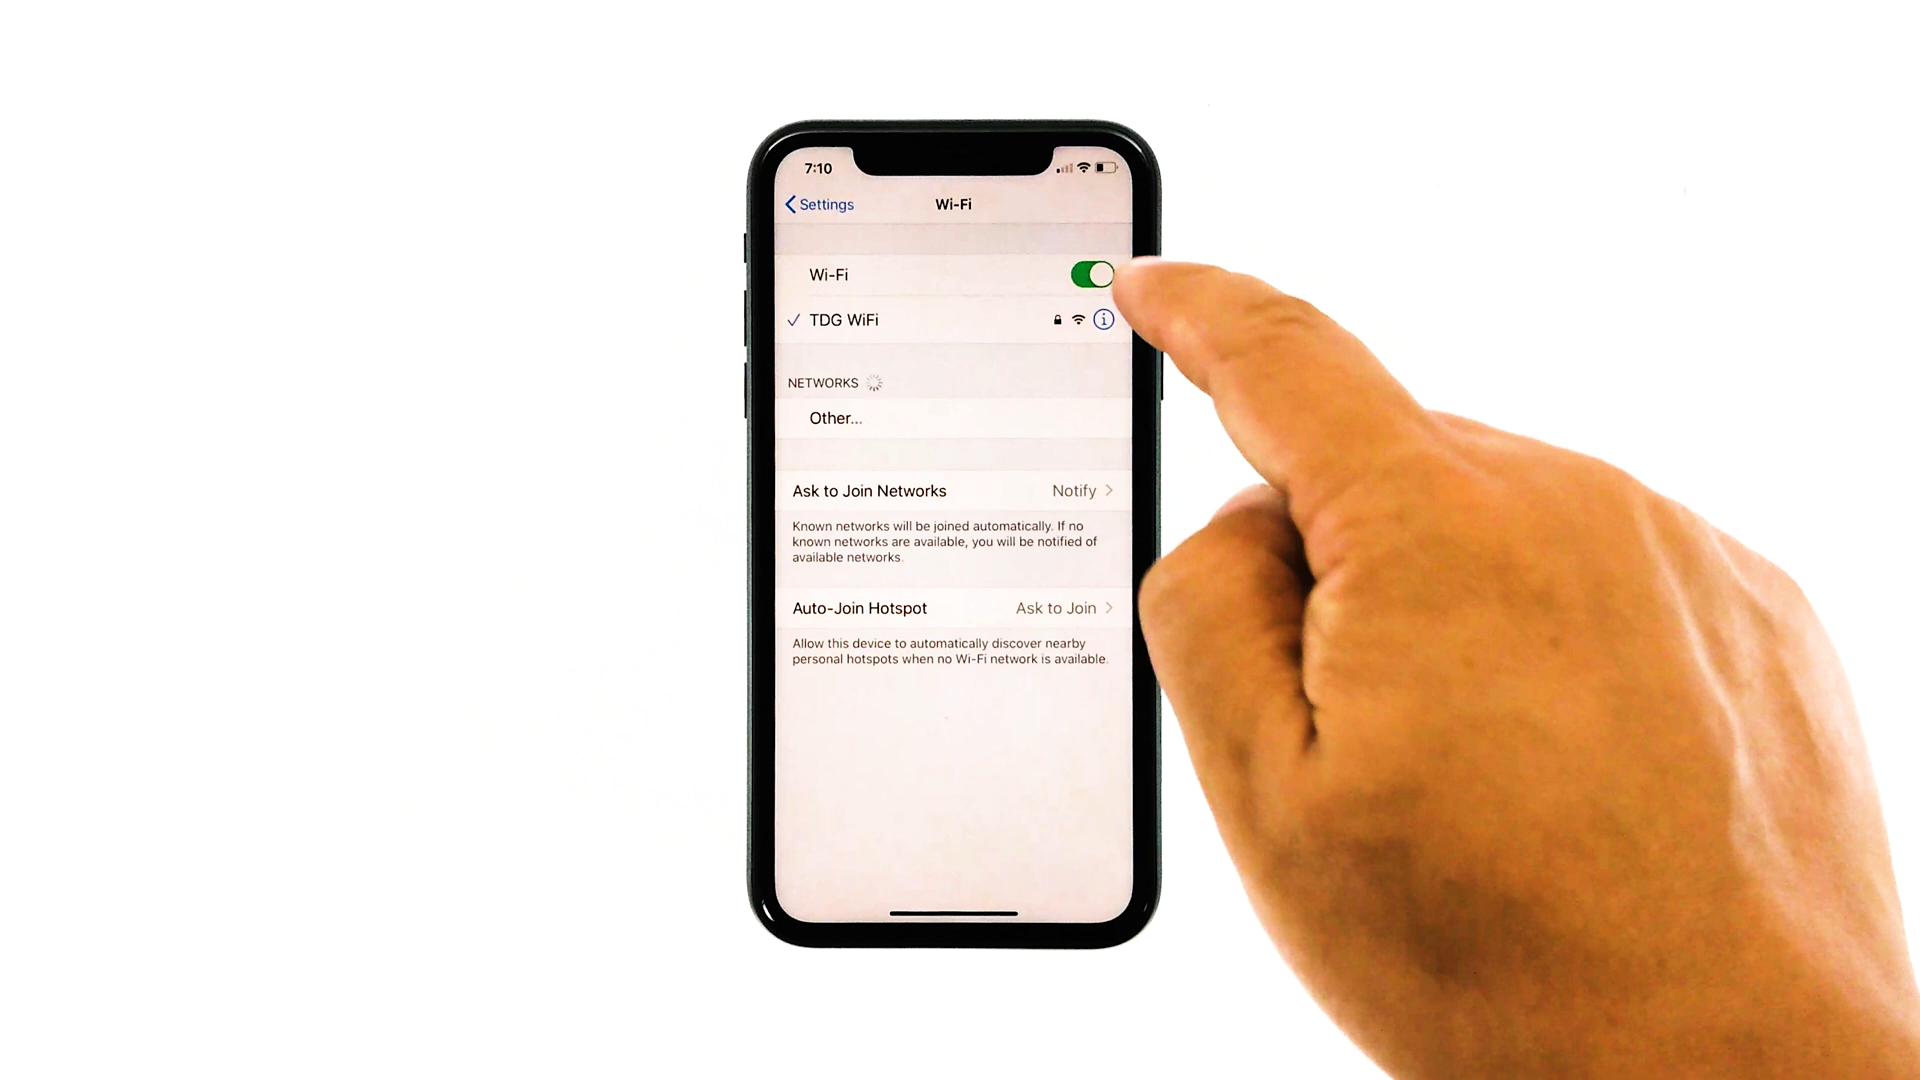 7:10
Settings
Wi-Fi
Wi-Fi
TDG WiFi
NETWORKS
Other...
Ask to Join Networks
Notify
Known networks will be joined automatically. If no
known networks are available, you will be notified of
available networks.
Auto-Join Hotspot
Ask to Join
Allow this device to automatically discover nearby
personal hotspots when no Wi-Fi network is available.